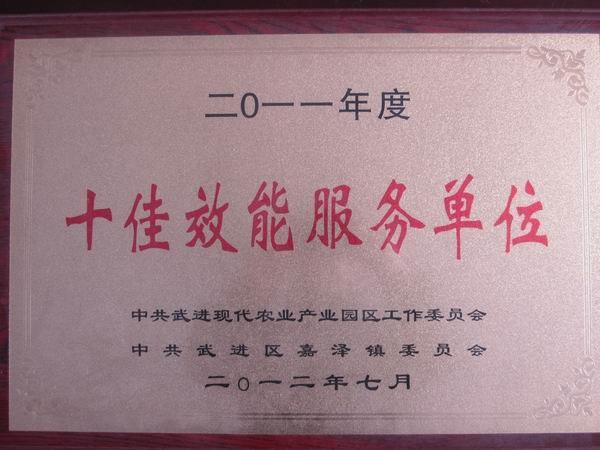 二0一一年度
十佳效能服务单位
中共武进现代农业产业园区工作委员会
中共武进区嘉泽镇委员会
二0一二年七月